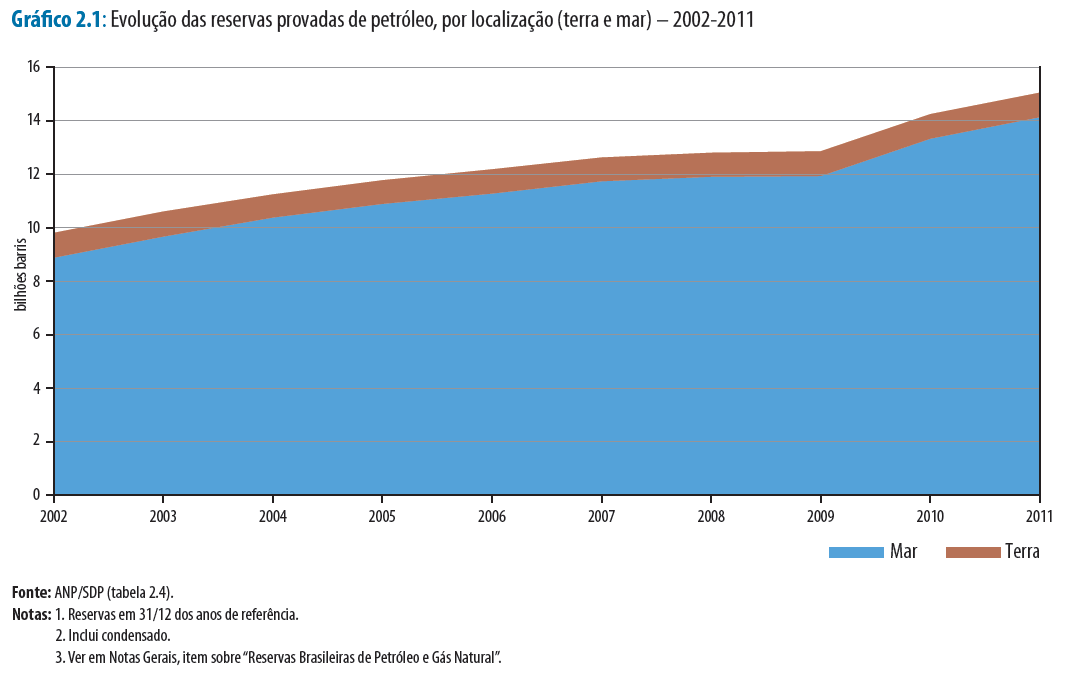 Gráfico 2.1: Evolução das reservas provadas de petróleo, por localização (terra e mar) – 2002-2011
16
14
12
10
8
6
4
2
0
bilhões barris
2002 2003 2004 2005 2006 2007 2008 2009 2010 2011
Mar Terra
Fonte: ANP/SDP (tabela 2.4).
Notas: 1. Reservas em 31/12 dos anos de referência.
2. Inclui condensado.
3. Ver em Notas Gerais, item sobre “Reservas Brasileiras de Petróleo e Gás Natural”.